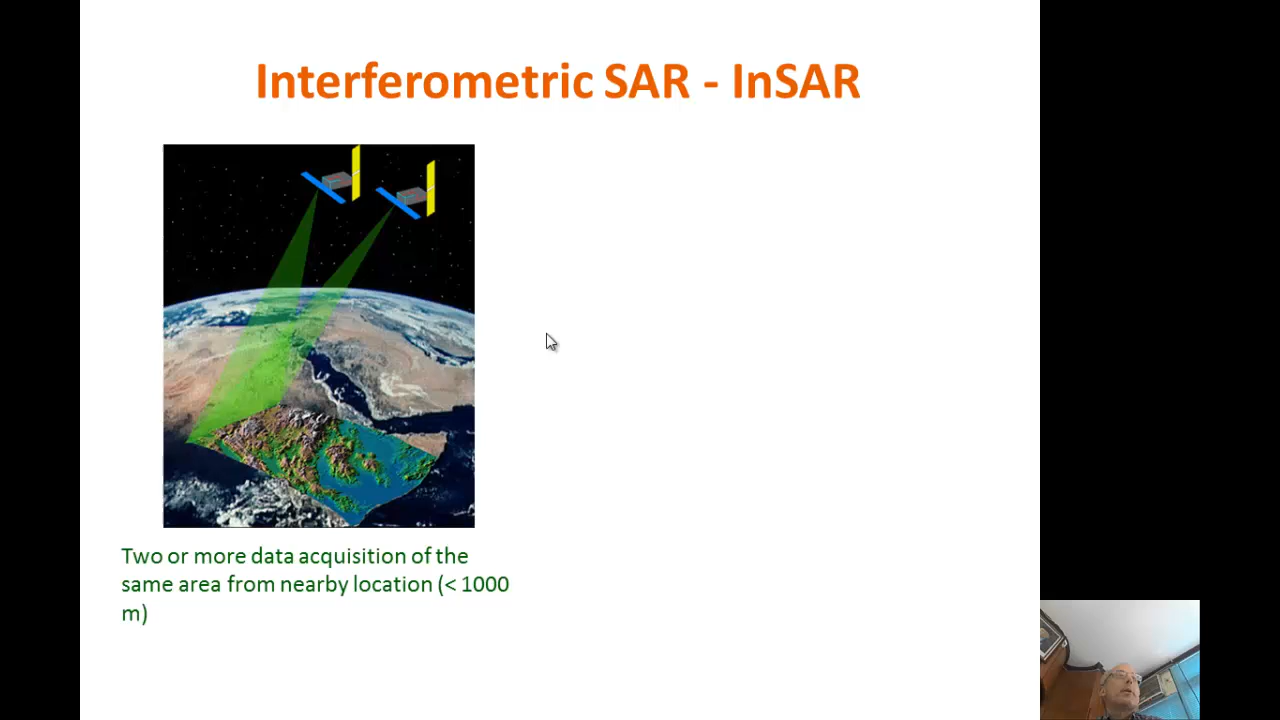 Interferometric SAR - InSAR
Two or more data acquisition of the
same area from nearby location (< 1000
m)